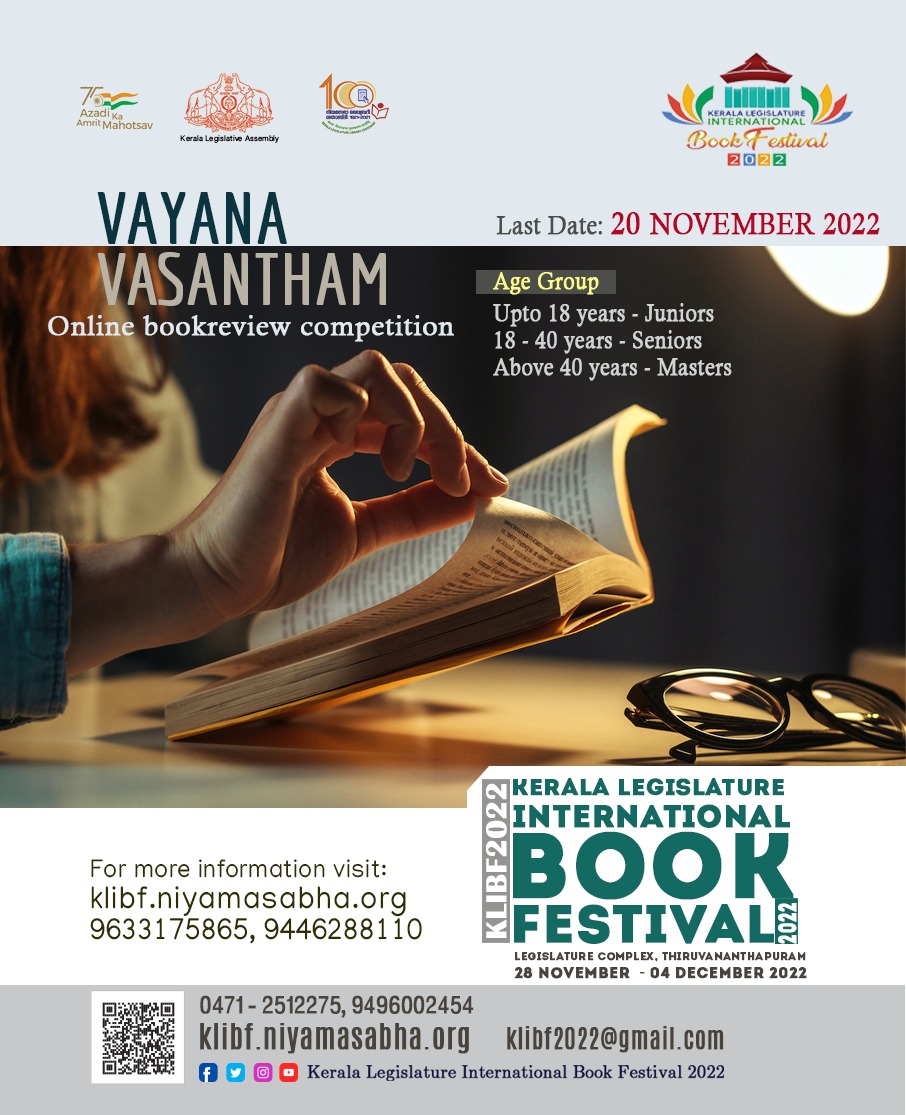 75
Azadi Ka
Amrit Mahotsav
Kerala Legislative Assembly
100
KERALA LEGISLATURE
INTERNATIONAL
Book Festival
2022
VAYANA
VASANTHAM
Online bookreview competition
Last Date: 20 NOVEMBER 2022
Age Group
Upto 18 years - Juniors
18 - 40 years - Seniors
Above 40 years - Masters
For more information visit:
klibf.niyamasabha.org
9633175865, 9446288110
KLIBF2022
KERALA LEGISLATURE
INTERNATIONAL
BOOK
FESTIVAL
2022
LEGISLATURE COMPLEX, THIRUVANANTHAPURAM
28 NOVEMBER - 04 DECEMBER 2022
0471 - 2512275, 9496002454
klibf.niyamasabha.org
klibf2022@gmail.com
Kerala Legislature International Book Festival 2022